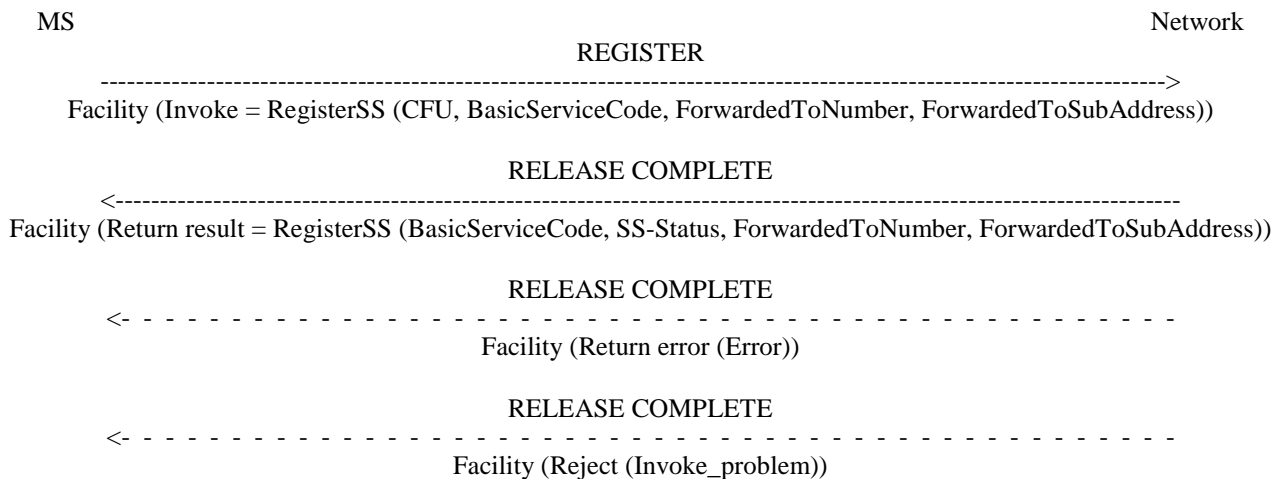 MS Network
REGISTER
Facility (Invoke = RegisterSS (CFU, BasicServiceCode, ForwardedToNumber, ForwardedToSubAddress))
RELEASE COMPLETE
Facility (Return result = RegisterSS (BasicServiceCode, SS-Status, ForwardedToNumber, ForwardedToSubAddress))
RELEASE COMPLETE
Facility (Return error (Error))
RELEASE COMPLETE
Facility (Reject (Invoke_problem))